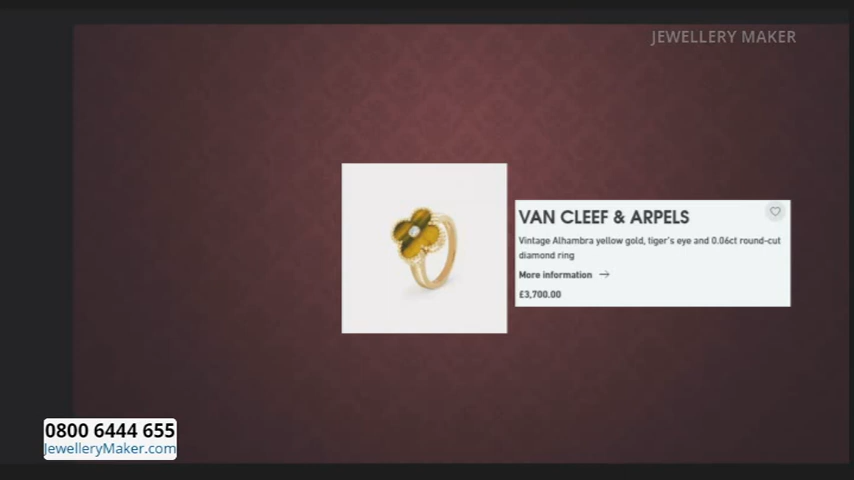 JEWELLERY MAKER
VAN CLEEF & ARPELS
Vintage Alhambra yellow gold, tiger's eye and 0.06ct round-cut
diamond ring
More information →
£3,700.00
0800 6444 655
JewelleryMaker.com